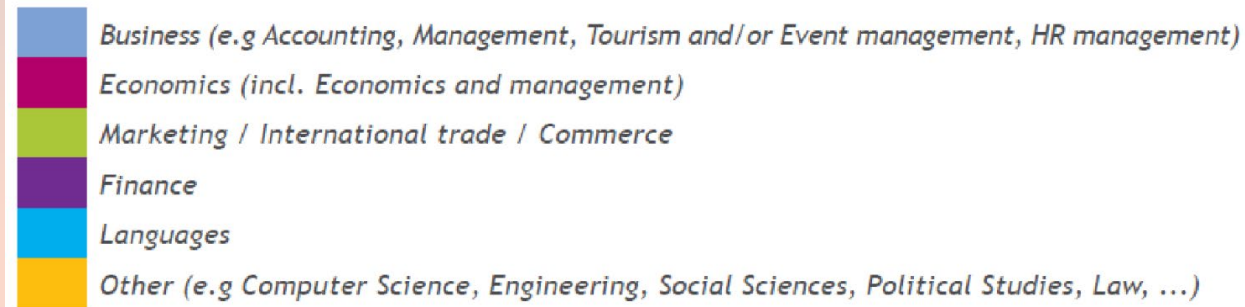 Business (e.g Accounting, Management, Tourism and/or Event management, HR management)
Economics (incl. Economics and management)
Marketing / International trade / Commerce
Finance
Languages
Other (e.g Computer Science, Engineering, Social Sciences, Political Studies, Law, ...)